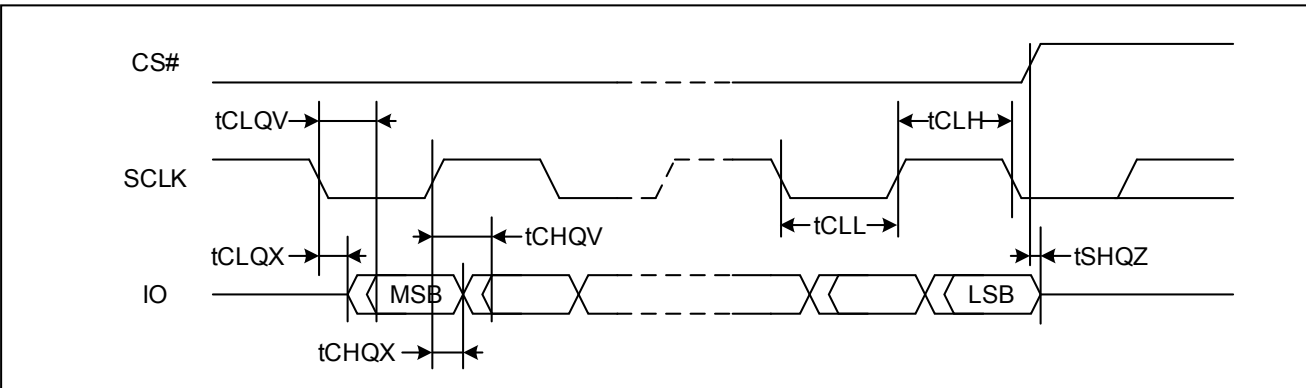 CS#
tCLQV
tCLH
SCLK
tCLL
tCHQV
tCLQX
tSHQZ
IO
MSB
LSB
tCHQX